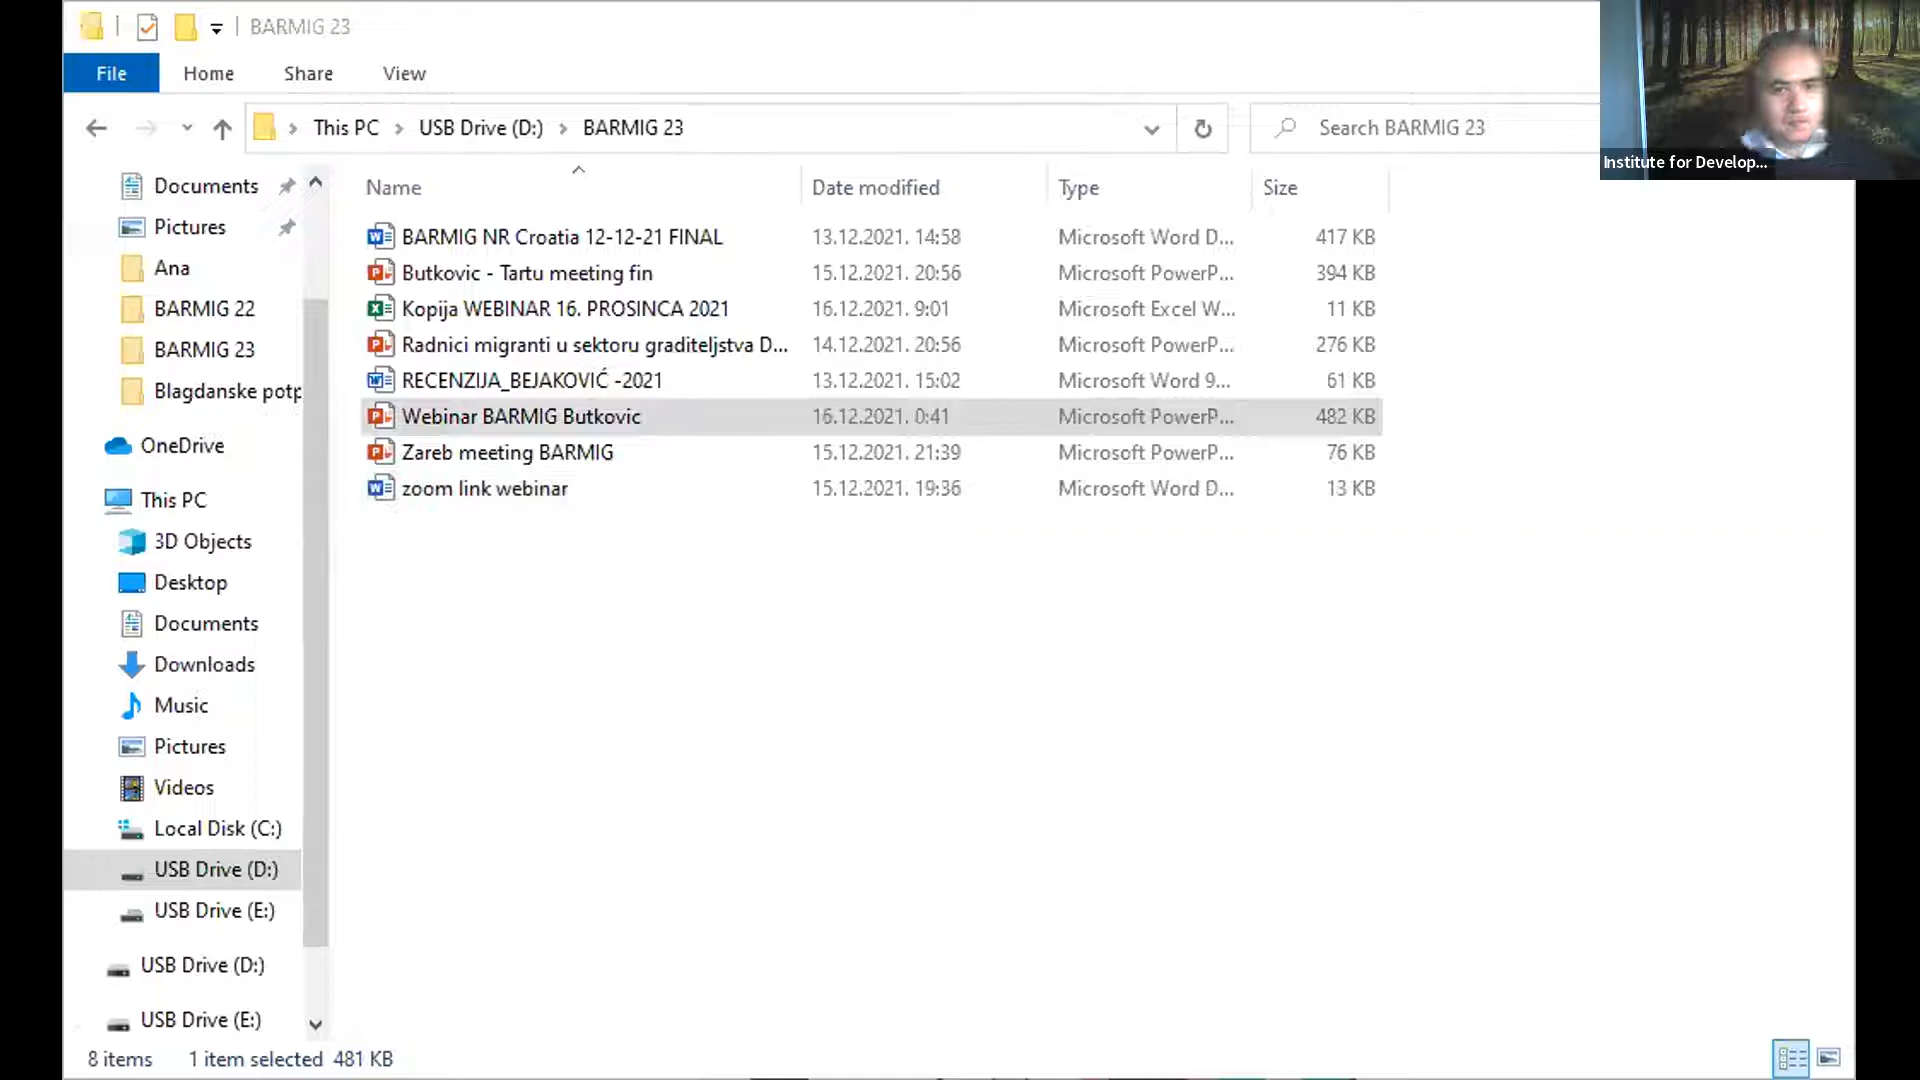 BARMIG 23
File Home Share View
This PC USB Drive (D:) BARMIG 23
Search BARMIG 23
Institute for Develop...
Name Date modified Type Size
BARMIG NR Croatia 12-12-21 FINAL 13.12.2021. 14:58 Microsoft Word D... 417 KB
Butkovic - Tartu meeting fin 15.12.2021. 20:56 Microsoft PowerP... 394 KB
Kopija WEBINAR 16. PROSINCA 2021 16.12.2021. 9:01 Microsoft Excel W... 11 KB
Radnici migranti u sektoru graditeljstva D... 14.12.2021. 20:56 Microsoft PowerP... 276 KB
RECENZIJA_BEJAKOVIĆ -2021 13.12.2021. 15:02 Microsoft Word 9... 61 KB
Webinar BARMIG Butkovic 16.12.2021. 0:41 Microsoft PowerP... 482 KB
Zareb meeting BARMIG 15.12.2021. 21:39 Microsoft PowerP... 76 KB
zoom link webinar 15.12.2021. 19:36 Microsoft Word D... 13 KB
Documents
Pictures
Ana
BARMIG 22
BARMIG 23
Blagdanske potp
OneDrive
This PC
3D Objects
Desktop
Documents
Downloads
Music
Pictures
Videos
Local Disk (C:)
USB Drive (D:)
USB Drive (E:)
USB Drive (D:)
USB Drive (E:)
8 items 1 item selected 481 KB